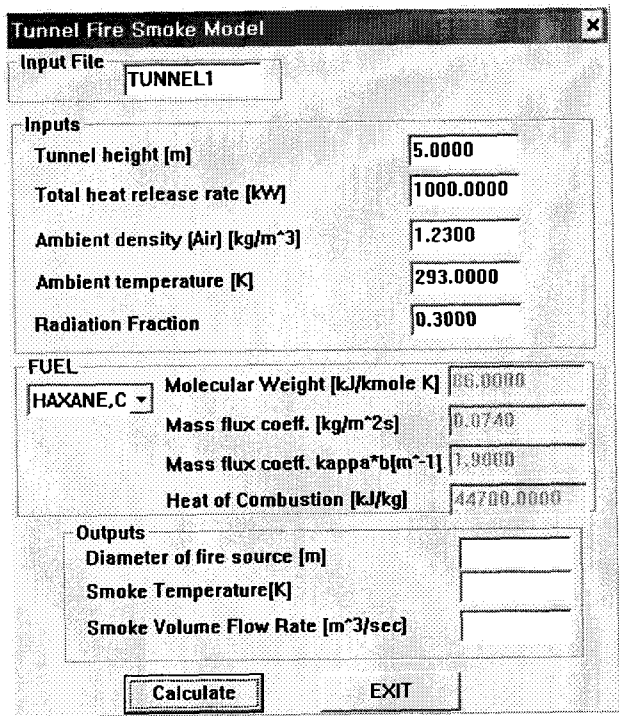 Tunnel Fire Smoke Model
Input File
TUNNEL1
Inputs
Tunnel height [m] 5.0000
Total heat release rate [kW] 1000.0000
Ambient density (Air) [kg/m^3] 1.2300
Ambient temperature [K] 293.0000
Radiation Fraction 0.3000
FUEL
HAXANE,C
Molecular Weight [kJ/kmole K] 86.0000
Mass flux coeff. [kg/m^2s] 0.0740
Mass flux coeff. kappa*b[m^-1] 1.9000
Heat of Combustion [kJ/kg] 44700.0000
Outputs
Diameter of fire source [m]
Smoke Temperature[K]
Smoke Volume Flow Rate [m^3/sec]
Calculate EXIT